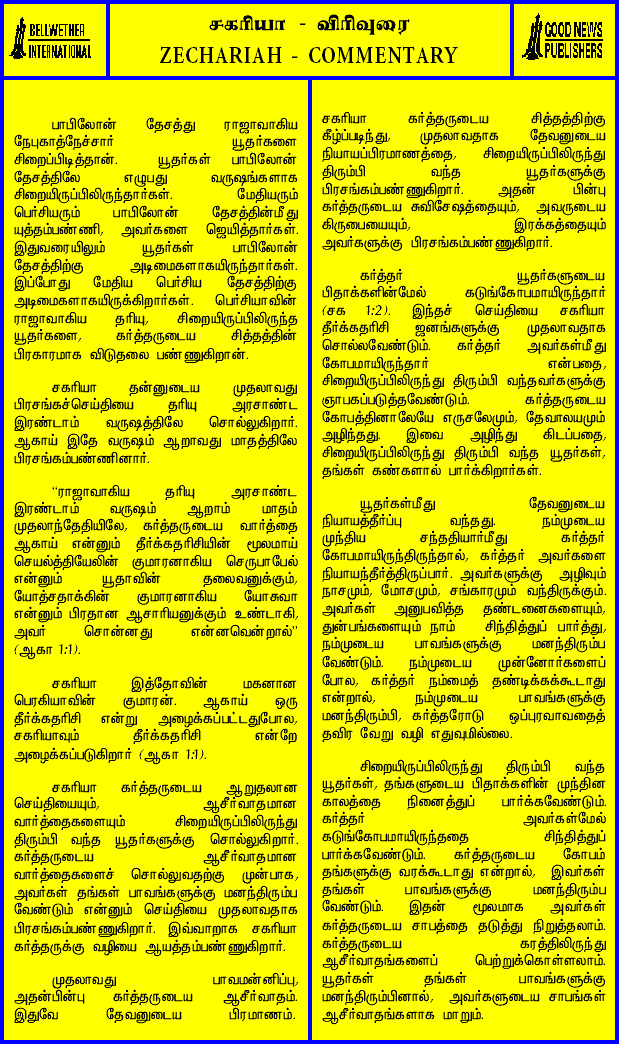 BELLWETHER
INTERNATIONAL
சகரியா - விரிவுரை
ZECHARIAH - COMMENTARY
GOOD NEWS
PUBLISHERS
பாபிலோன் தேசத்து ராஜாவாகிய
நேபுகாத்நேச்சார் யூதர்களை
சிறைப்பிடித்தான். யூதர்கள் பாபிலோன்
தேசத்திலே எழுபது வருஷங்களாக
சிறையிருப்பிலிருந்தார்கள். மேதியரும்
பெர்சியரும் பாபிலோன் தேசத்தின்மீது
யுத்தம்பண்ணி, அவர்களை ஜெயித்தார்கள்.
இதுவரையிலும் யூதர்கள் பாபிலோன்
தேசத்திற்கு அடிமைகளாகயிருந்தார்கள்.
இப்போது மேதிய பெர்சிய தேசத்திற்கு
அடிமைகளாகயிருக்கிறார்கள். பெர்சியாவின்
ராஜாவாகிய தரியு, சிறையிருப்பிலிருந்த
யூதர்களை, கர்த்தருடைய சித்தத்தின்
பிரகாரமாக விடுதலை பண்ணுகிறான்.
சகரியா தன்னுடைய முதலாவது
பிரசங்கச்செய்தியை தரியு அரசாண்ட
இரண்டாம் வருஷத்திலே சொல்லுகிறார்.
ஆகாய் இதே வருஷம் ஆறாவது மாதத்திலே
பிரசங்கம்பண்ணினார்.
“ராஜாவாகிய தரியு அரசாண்ட
இரண்டாம் வருஷம் ஆறாம் மாதம்
முதலாந்தேதியிலே, கர்த்தருடைய வார்த்தை
ஆகாய் என்னும் தீர்க்கதரிசியின் மூலமாய்
செயல்த்தியேலின் குமாரனாகிய செருபாபேல்
என்னும் யூதாவின் தலைவனுக்கும்,
யோத்சதாக்கின் குமாரனாகிய யோசுவா
என்னும் பிரதான ஆசாரியனுக்கும் உண்டாகி,
அவர் சொன்னது என்னவென்றால்”
(ஆகா 1:1).
சகரியா இத்தோவின் மகனான
பெரகியாவின் குமாரன். ஆகாய் ஒரு
தீர்க்கதரிசி என்று அழைக்கப்பட்டதுபோல,
சகரியாவும் தீர்க்கதரிசி என்றே
அழைக்கப்படுகிறார் (ஆகா 1:1).
சகரியா கர்த்தருடைய ஆறுதலான
செய்தியையும், ஆசீர்வாதமான
வார்த்தைகளையும் சிறையிருப்பிலிருந்து
திரும்பி வந்த யூதர்களுக்கு சொல்லுகிறார்.
கர்த்தருடைய ஆசீர்வாதமான
வார்த்தைகளைச் சொல்லுவதற்கு முன்பாக,
அவர்கள் தங்கள் பாவங்களுக்கு மனந்திரும்ப
வேண்டும் என்னும் செய்தியை முதலாவதாக
பிரசங்கம்பண்ணுகிறார். இவ்வாறாக சகரியா
கர்த்தருக்கு வழியை ஆயத்தம்பண்ணுகிறார்.
முதலாவது பாவமன்னிப்பு,
அதன்பின்பு கர்த்தருடைய ஆசீர்வாதம்.
இதுவே தேவனுடைய பிரமாணம்.
சகரியா கர்த்தருடைய சித்தத்திற்கு
கீழ்ப்படிந்து, முதலாவதாக தேவனுடைய
நியாயப்பிரமாணத்தை, சிறையிருப்பிலிருந்து
திரும்பி வந்த யூதர்களுக்கு
பிரசங்கம்பண்ணுகிறார். அதன் பின்பு
கர்த்தருடைய சுவிசேஷத்தையும், அவருடைய
கிருபையையும், இரக்கத்தையும்
அவர்களுக்கு பிரசங்கம்பண்ணுகிறார்.
கர்த்தர் யூதர்களுடைய
பிதாக்களின்மேல் கடுங்கோபமாயிருந்தார்
(சக 1:2). இந்தச் செய்தியை சகரியா
தீர்க்கதரிசி ஜனங்களுக்கு முதலாவதாக
சொல்லவேண்டும். கர்த்தர் அவர்கள்மீது
கோபமாயிருந்தார் என்பதை,
சிறையிருப்பிலிருந்து திரும்பி வந்தவர்களுக்கு
ஞாபகப்படுத்தவேண்டும். கர்த்தருடைய
கோபத்தினாலேயே எருசலேமும், தேவாலயமும்
அழிந்தது. இவை அழிந்து கிடப்பதை,
சிறையிருப்பிலிருந்து திரும்பி வந்த யூதர்கள்,
தங்கள் கண்களால் பார்க்கிறார்கள்.
யூதர்கள்மீது தேவனுடைய
நியாயத்தீர்ப்பு வந்தது. நம்முடைய
முந்திய சந்ததியார்மீது கர்த்தர்
கோபமாயிருந்திருந்தால், கர்த்தர் அவர்களை
நியாயந்தீர்த்திருப்பார். அவர்களுக்கு அழிவும்
நாசமும், மோசமும், சங்காரமும் வந்திருக்கும்.
அவர்கள் அனுபவித்த தண்டனைகளையும்,
துன்பங்களையும் நாம் சிந்தித்துப் பார்த்து,
நம்முடைய பாவங்களுக்கு மனந்திரும்ப
வேண்டும். நம்முடைய முன்னோர்களைப்
போல, கர்த்தர் நம்மைத் தண்டிக்கக்கூடாது
என்றால், நம்முடைய பாவங்களுக்கு
மனந்திரும்பி, கர்த்தரோடு ஒப்புரவாவதைத்
தவிர வேறு வழி எதுவுமில்லை.
சிறையிருப்பிலிருந்து திரும்பி வந்த
யூதர்கள், தங்களுடைய பிதாக்களின் முந்தின
காலத்தை நினைத்துப் பார்க்கவேண்டும்.
கர்த்தர் அவர்கள்மேல்
கடுங்கோபமாயிருந்ததை சிந்தித்துப்
பார்க்கவேண்டும். கர்த்தருடைய கோபம்
தங்களுக்கு வரக்கூடாது என்றால், இவர்கள்
தங்கள் பாவங்களுக்கு மனந்திரும்ப
வேண்டும். இதன் மூலமாக அவர்கள்
கர்த்தருடைய சாபத்தை தடுத்து நிறுத்தலாம்.
கர்த்தருடைய கரத்திலிருந்து
ஆசீர்வாதங்களைப் பெற்றுக்கொள்ளலாம்.
யூதர்கள் தங்கள் பாவங்களுக்கு
மனந்திரும்பினால், அவர்களுடைய சாபங்கள்
ஆசீர்வாதங்களாக மாறும்.